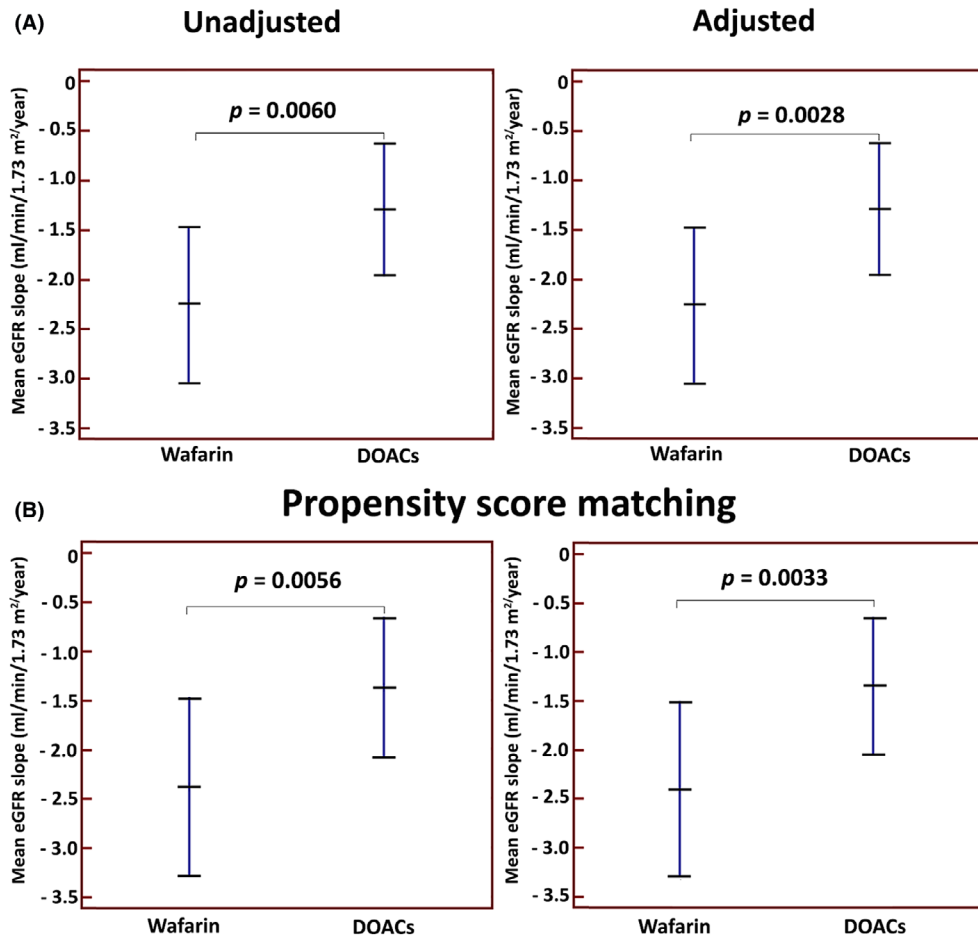 (A)
Unadjusted
Adjusted
Mean eGFR slope (ml/min/1.73 m²/year)
0
- 0.5
- 1.0
- 1.5
- 2.0
- 2.5
- 3.0
- 3.5
p = 0.0060
Wafarin
DOACs
Mean eGFR slope (ml/min/1.73 m²/year)
0
- 0.5
- 1.0
- 1.5
- 2.0
- 2.5
- 3.0
- 3.5
p = 0.0028
Wafarin
DOACs
(B)
Propensity score matching
Mean eGFR slope (ml/min/1.73 m²/year)
0
- 0.5
- 1.0
- 1.5
- 2.0
- 2.5
- 3.0
- 3.5
p = 0.0056
Wafarin
DOACs
Mean eGFR slope (ml/min/1.73 m²/year)
0
- 0.5
- 1.0
- 1.5
- 2.0
- 2.5
- 3.0
- 3.5
p = 0.0033
Wafarin
DOACs